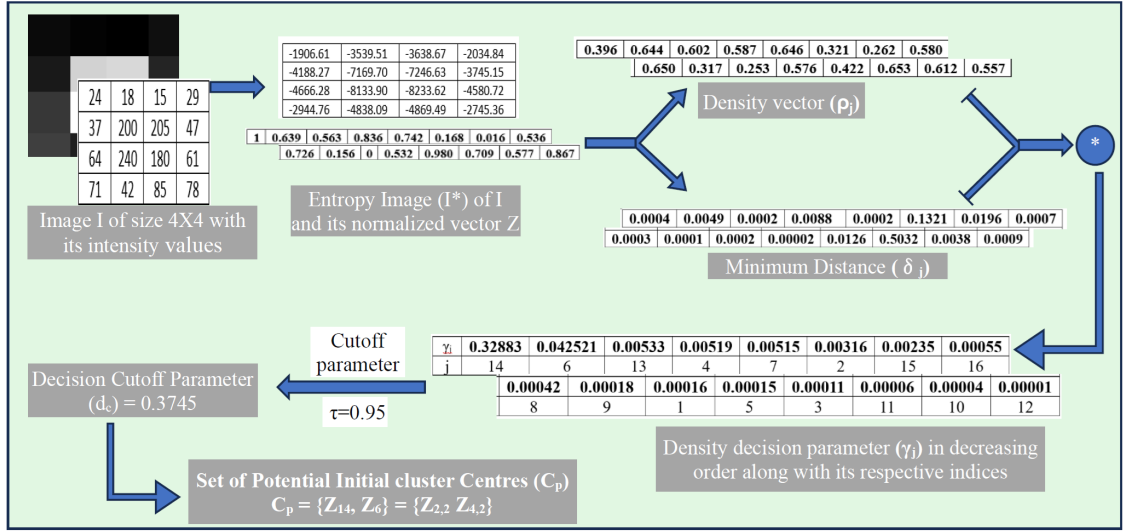 24 18 15 29
37 200 205 47
64 240 180 61
71 42 85 78
Image I of size 4X4 with
its intensity values
-1906.61 -3539.51 -3638.67 -2034.84
-4188.27 -7169.70 -7246.63 -3745.15
-4666.28 -8133.90 -8233.62 -4580.72
-2944.76 -4838.09 -4869.49 -2745.36
1 0.639 0.563 0.836 0.742 0.168 0.016 0.536
0.726 0.156 0 0.532 0.980 0.709 0.577 0.867
Entropy Image (I*) of I
and its normalized vector Z
0.396 0.644 0.602 0.587 0.646 0.321 0.262 0.580
0.650 0.317 0.253 0.576 0.422 0.653 0.612 0.557
Density vector (ρj)
*
0.0004 0.0049 0.0002 0.0088 0.0002 0.1321 0.0196 0.0007
0.0003 0.0001 0.0002 0.00002 0.0126 0.5032 0.0038 0.0009
Minimum Distance ( δ j)
γj 0.32883 0.042521 0.00533 0.00519 0.00515 0.00316 0.00235 0.00055
j 14 6 13 4 7 2 15 16
0.00042 0.00018 0.00016 0.00015 0.00011 0.00006 0.00004 0.00001
8 9 1 5 3 11 10 12
Density decision parameter (γj) in decreasing
order along with its respective indices
Cutoff
parameter
τ=0.95
Decision Cutoff Parameter
(dc) = 0.3745
Set of Potential Initial cluster Centres (Cp)
Cp = {Z14, Z6} = {Z2,2 Z4,2}